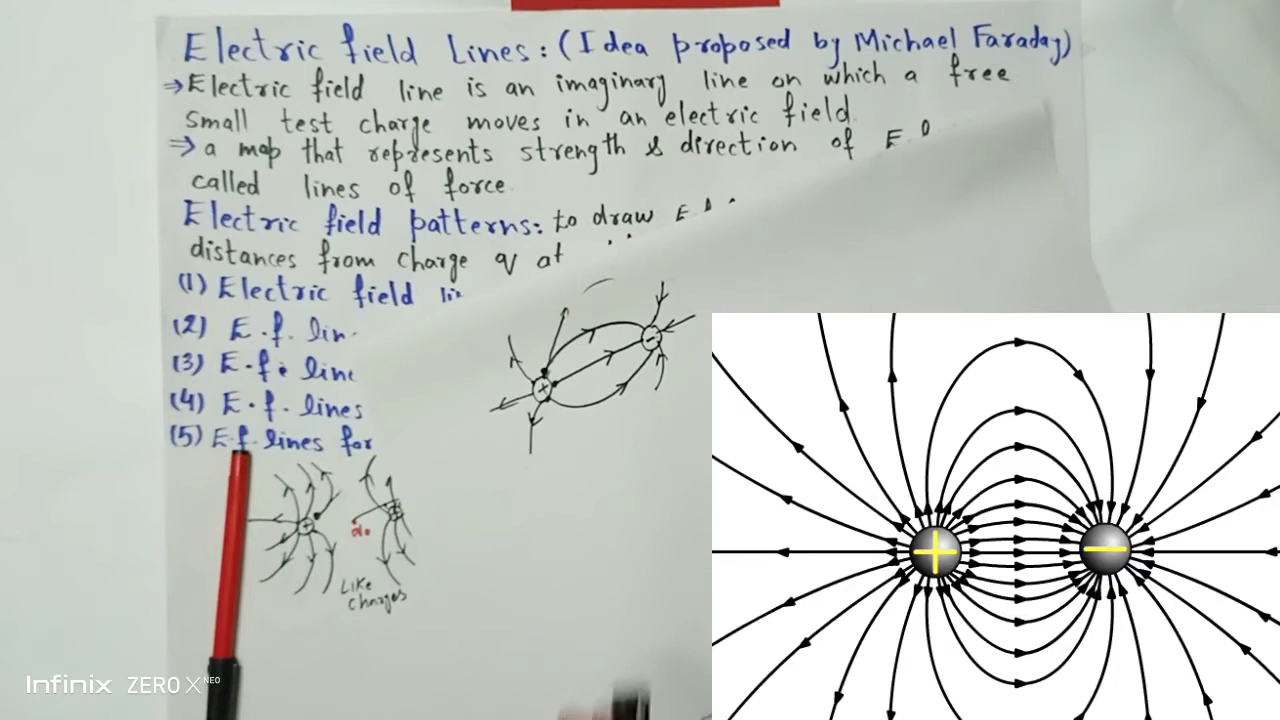 Electric field Lines: (Idea proposed by Michael Faraday)
⇒ Electric field line is an imaginary line on which a free
small test charge moves in an electric field.
⇒ a map that represents strength & direction of E
called lines of force
Electric field patterns: to draw E
distances from charge q at
(1) Electric field
(2) E.f.
(3) E.f.
(4) E.f. lines
(5) E.f. lines for
+
-
+
Like
charges
+
-
Infinix ZERO X NEO